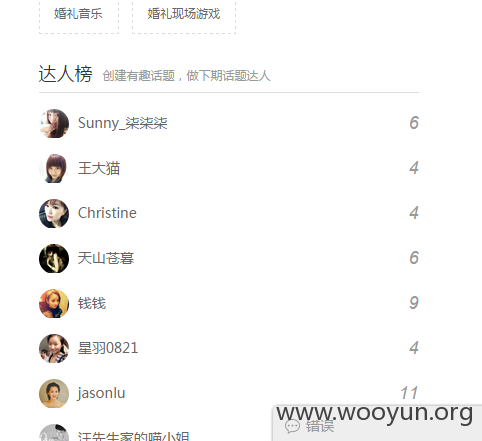 婚礼音乐 婚礼现场游戏
达人榜 创建有趣话题，做下期话题达人
Sunny_柒柒柒 6
王大猫 4
Christine 4
天山苍暮 6
钱钱 9
星羽0821 4
jasonlu 11
www.wooyun.org
错误
汪先生家的喵小姐